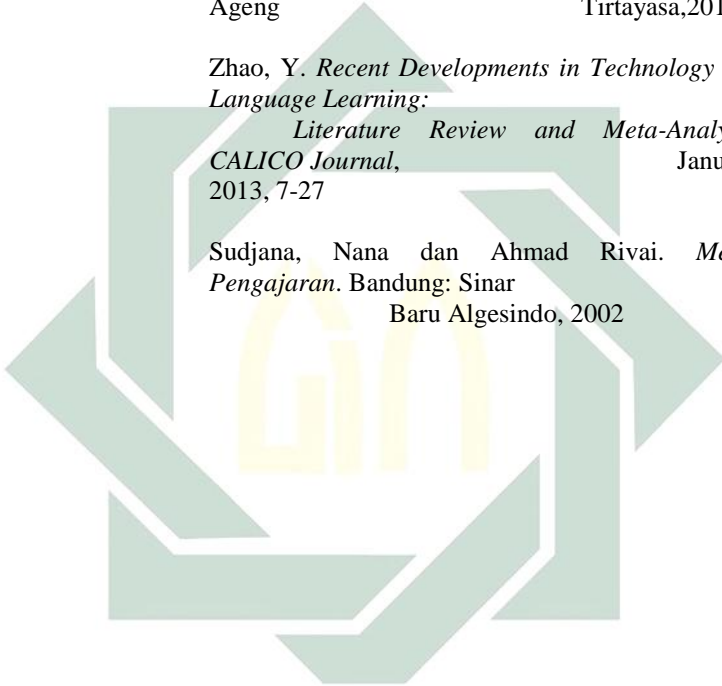 Ageng Tirtayasa,201
Zhao, Y. Recent Developments in Technology
Language Learning:
Literature Review and Meta-Analy
CALICO Journal, Janu
2013, 7-27
Sudjana, Nana dan Ahmad Rivai. Me
Pengajaran. Bandung: Sinar
Baru Algesindo, 2002